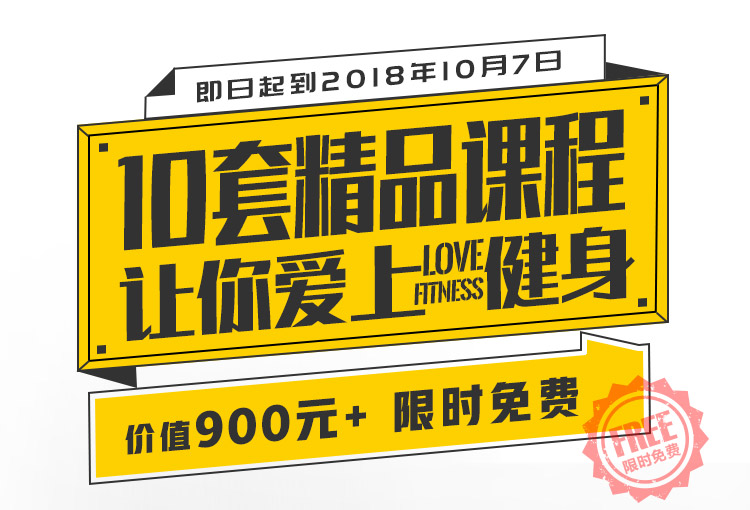 即日起到2018年10月7日
10套精品课程
让你爱上LOVE FITNESS健身
价值900元+ 限时免费
FREE
限时免费